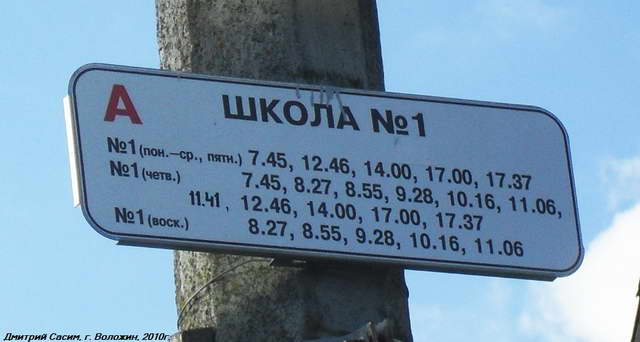 А ШКОЛА №1
№1 (пон.–ср., пятн.) 7.45, 12.46, 14.00, 17.00, 17.37
№1 (четв.) 7.45, 8.27, 8.55, 9.28, 10.16, 11.06,
11.41, 12.46, 14.00, 17.00, 17.37
№1 (воск.) 8.27, 8.55, 9.28, 10.16, 11.06
Дмитрий Сасим, г. Воложин, 2010г.